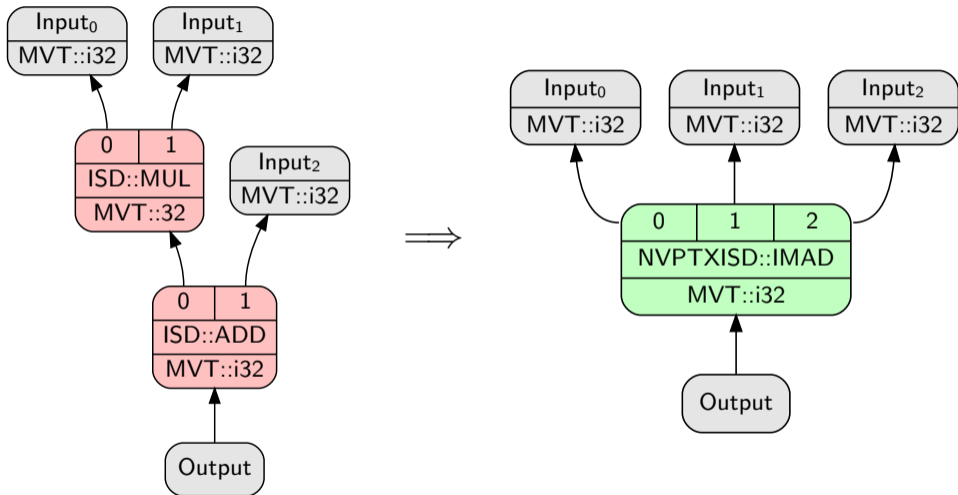 Input₀
MVT::i32
Input₁
MVT::i32
0 1
ISD::MUL
MVT::32
Input₂
MVT::i32
0 1
ISD::ADD
MVT::i32
Output
⟹
Input₀
MVT::i32
Input₁
MVT::i32
Input₂
MVT::i32
0 1 2
NVPTXISD::IMAD
MVT::i32
Output